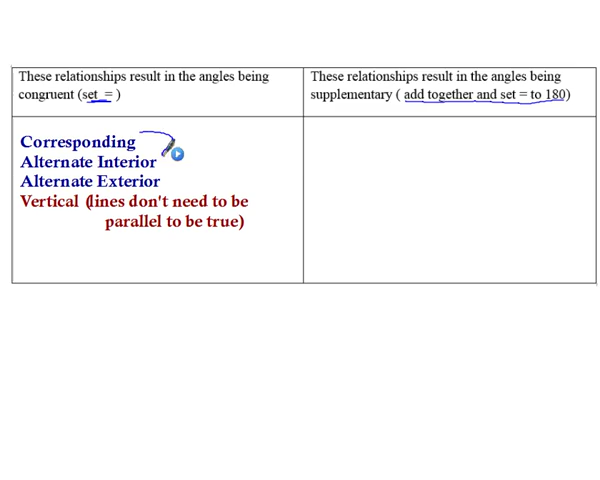 These relationships result in the angles being
congruent (set = )
These relationships result in the angles being
supplementary ( add together and set = to 180)
Corresponding
Alternate Interior
Alternate Exterior
Vertical (lines don't need to be
parallel to be true)